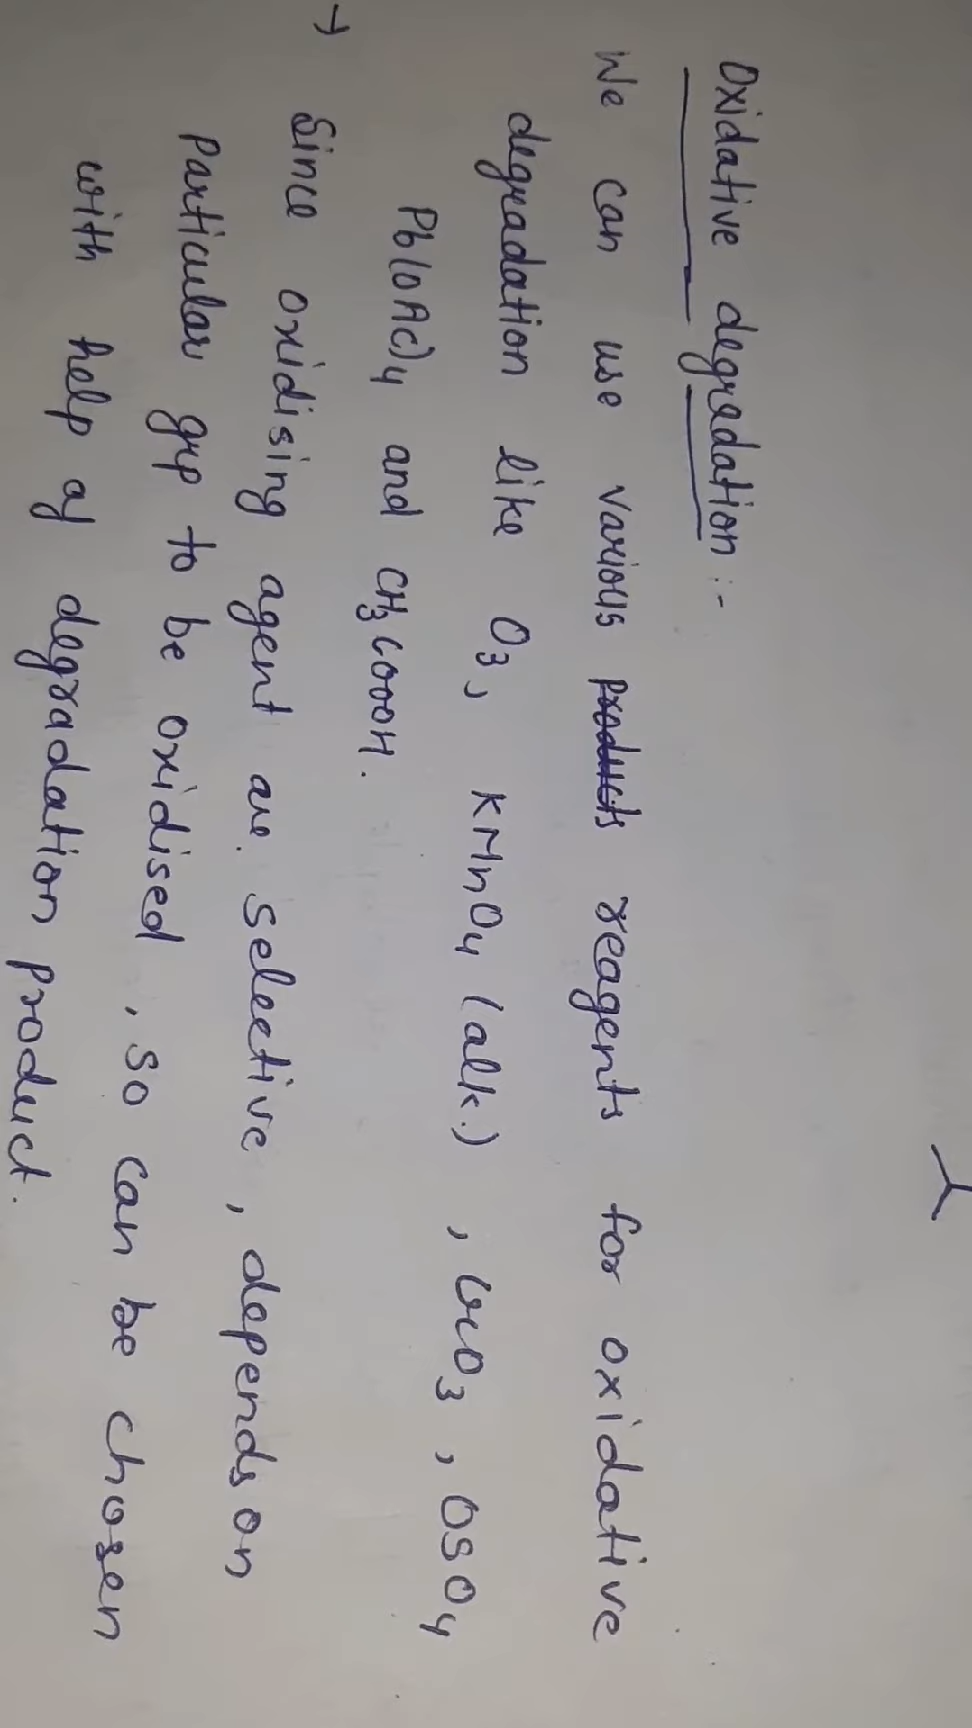 Oxidative degradation :-
We can use various products reagents for oxidative
degradation like O3, KMnO4 (alk.), CrO3, OSO4
Pb(OAc)4 and CH3COOOH.
→ Since oxidising agent are selective, depends on
particular grp to be oxidised, so can be chosen
with help of degradation product.